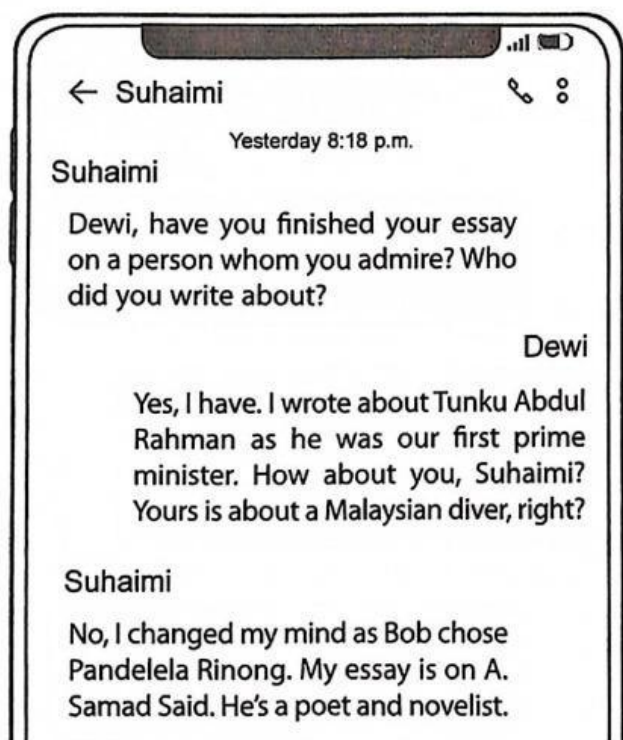 ← Suhaimi
Yesterday 8:18 p.m.
Suhaimi
Dewi, have you finished your essay
on a person whom you admire? Who
did you write about?
Dewi
Yes, I have. I wrote about Tunku Abdul
Rahman as he was our first prime
minister. How about you, Suhaimi?
Yours is about a Malaysian diver, right?
Suhaimi
No, I changed my mind as Bob chose
Pandelela Rinong. My essay is on A.
Samad Said. He's a poet and novelist.